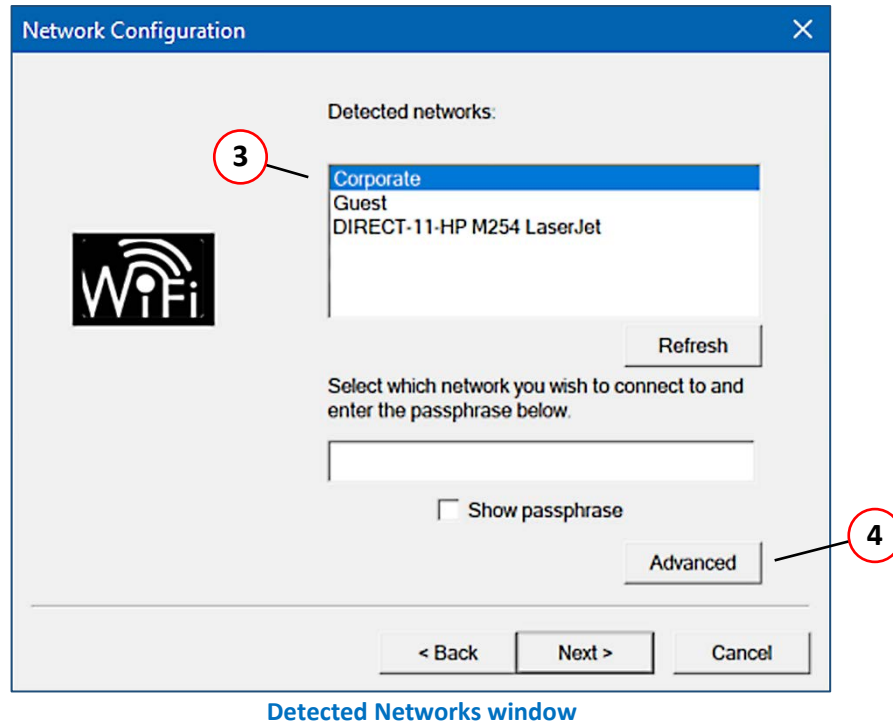 Network Configuration
Detected networks:
3
Corporate
Guest
DIRECT-11-HP M254 LaserJet
WiFi
Refresh
Select which network you wish to connect to and
enter the passphrase below.
Show passphrase
4
Advanced
< Back Next > Cancel
Detected Networks window